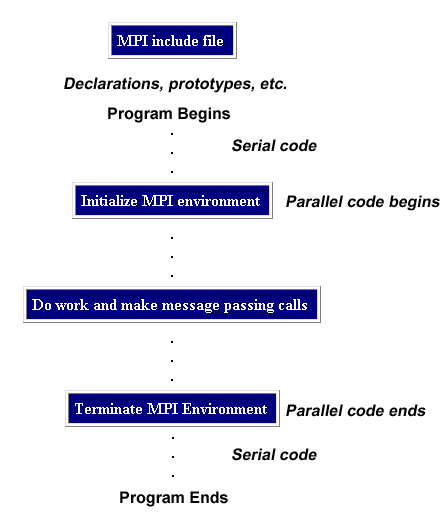 MPI include file
Declarations, prototypes, etc.
Program Begins
Serial code
Initialize MPI environment
Parallel code begins
Do work and make message passing calls
Terminate MPI Environment
Parallel code ends
Serial code
Program Ends